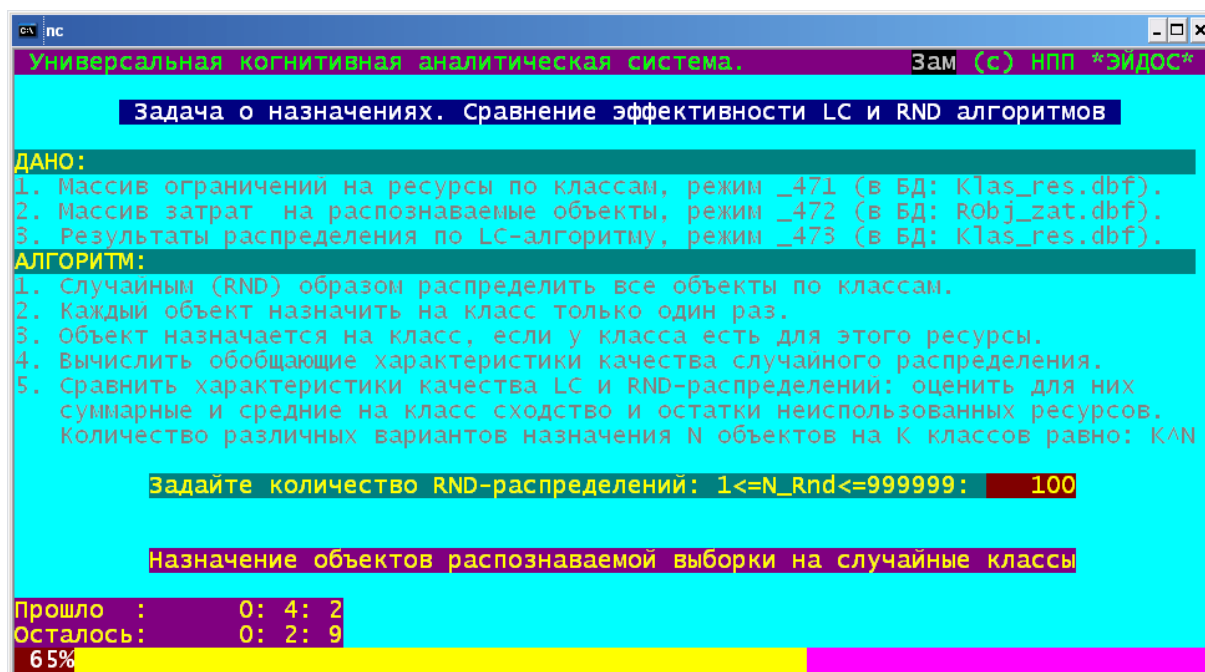 nc
Универсальная когнитивная аналитическая система. Зам (с) НПП *ЭЙДОС*
Задача о назначениях. Сравнение эффективности LC и RND алгоритмов
ДАНО:
1. Массив ограничений на ресурсы по классам, режим _471 (в БД: Klas_res.dbf).
2. Массив затрат на распознаваемые объекты, режим _472 (в БД: RObj_zat.dbf).
3. Результаты распределения по LC-алгоритму, режим _473 (в БД: Klas_res.dbf).
АЛГОРИТМ:
1. Случайным (RND) образом распределить все объекты по классам.
2. Каждый объект назначить на класс только один раз.
3. Объект назначается на класс, если у класса есть для этого ресурсы.
4. Вычислить обобщающие характеристики качества случайного распределения.
5. Сравнить характеристики качества LC и RND-распределений: оценить для них
суммарные и средние на класс сходство и остатки неиспользованных ресурсов.
Количество различных вариантов назначения N объектов на K классов равно: K^N
Задайте количество RND-распределений: 1<=N_Rnd<=999999: 100
Назначение объектов распознаваемой выборки на случайные классы
Прошло : 0: 4: 2
Осталось: 0: 2: 9
65%